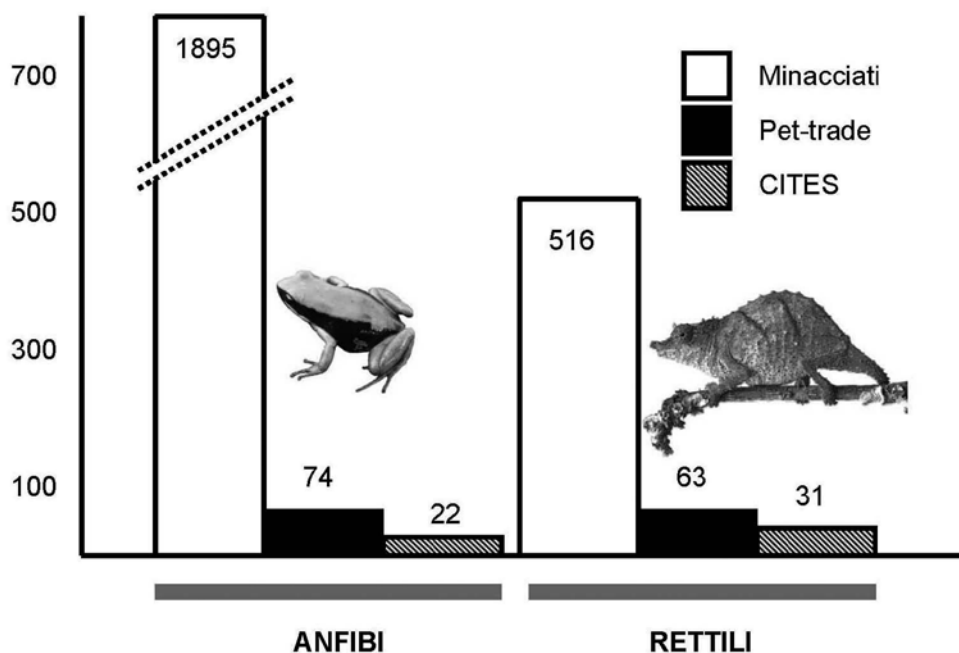 1895
700
500
300
100
Minacciati
Pet-trade
CITES
516
74
22
63
31
ANFIBI
RETTILI